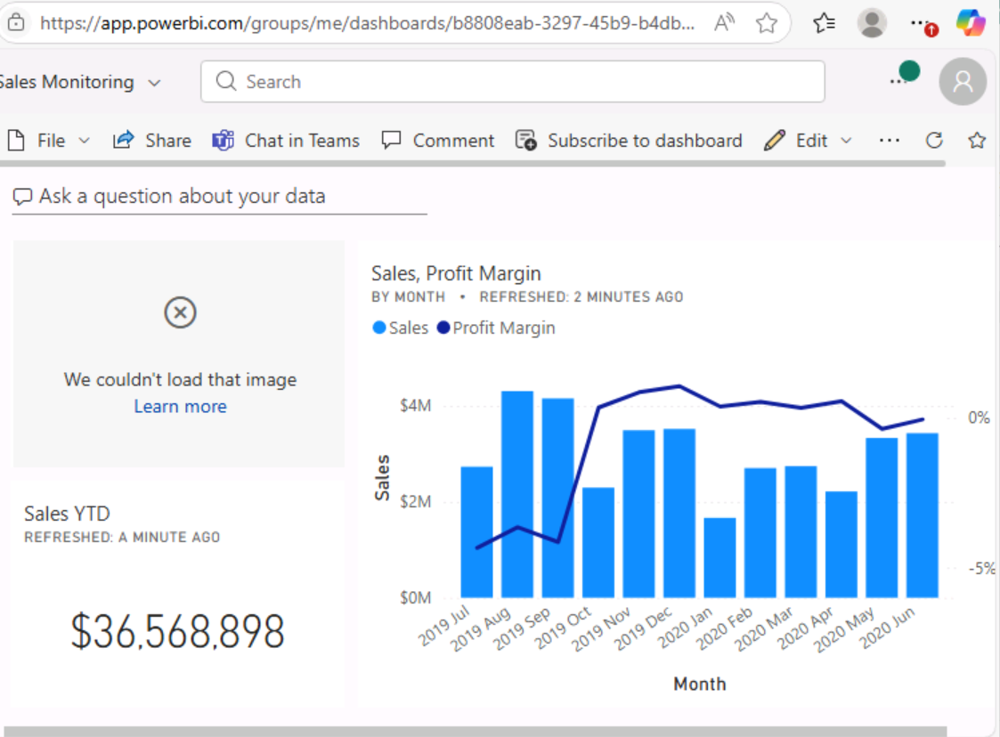 https://app.powerbi.com/groups/me/dashboards/b8808eab-3297-45b9-b4db...
Sales Monitoring
Search
File
Share
Chat in Teams
Comment
Subscribe to dashboard
Edit
Ask a question about your data
We couldn't load that image
Learn more
Sales YTD
REFRESHED: A MINUTE AGO
$36,568,898
Sales, Profit Margin
BY MONTH • REFRESHED: 2 MINUTES AGO
Sales Profit Margin
$4M
$2M
$0M
Sales
0%
-5%
2019 Jul
2019 Aug
2019 Sep
2019 Oct
2019 Nov
2019 Dec
2020 Jan
2020 Feb
2020 Mar
2020 Apr
2020 May
2020 Jun
Month